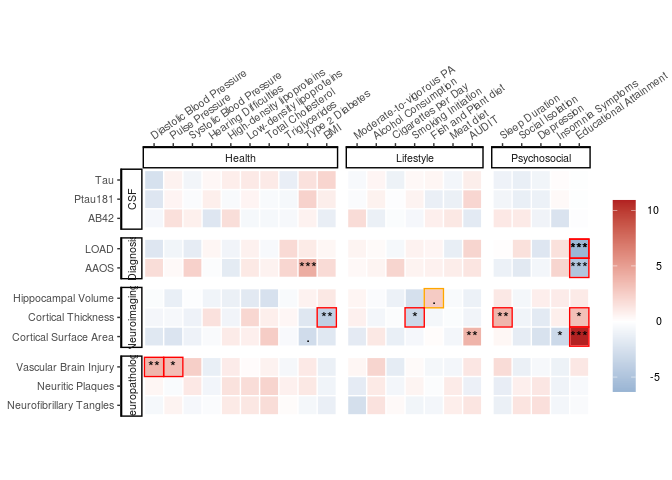 Diastolic Blood Pressure
Pulse Pressure
Systolic Blood Pressure
Hearing Difficulties
High-density lipoproteins
Low-density lipoproteins
Total Cholesterol
Triglycerides
Type 2 Diabetes
BMI
Moderate-to-vigorous PA
Alcohol Consumption
Cigarettes per Day
Smoking Initiation
Fish and Plant diet
Meat diet
AUDIT
Sleep Duration
Social Isolation
Depression
Insomnia Symptoms
Educational Attainment
Health
Lifestyle
Psychosocial
CSF
Tau
Ptau181
AB42
Diagnosis
LOAD
***
AAOS
***
***
Neuroimaging
Hippocampal Volume
.
Cortical Thickness
**
*
**
*
Cortical Surface Area
.
**
*
***
europatholog
Vascular Brain Injury
**
*
Neuritic Plaques
Neurofibrillary Tangles
10
5
0
-5